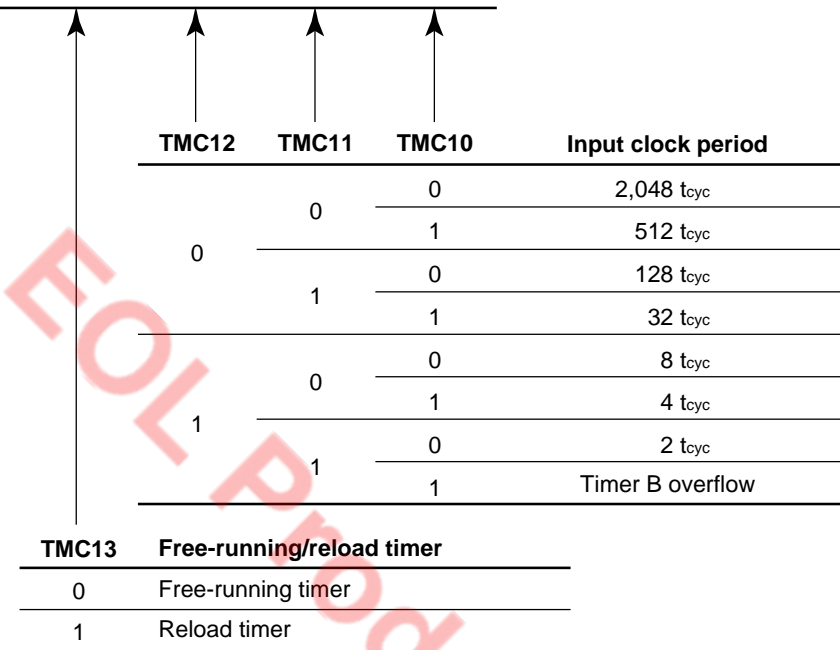 TMC12 TMC11 TMC10 Input clock period
0 0 0 2,048 tcyc
1 512 tcyc
1 0 128 tcyc
1 32 tcyc
1 0 0 8 tcyc
1 4 tcyc
1 0 2 tcyc
1 Timer B overflow
TMC13 Free-running/reload timer
0 Free-running timer
1 Reload timer
EOL Prod